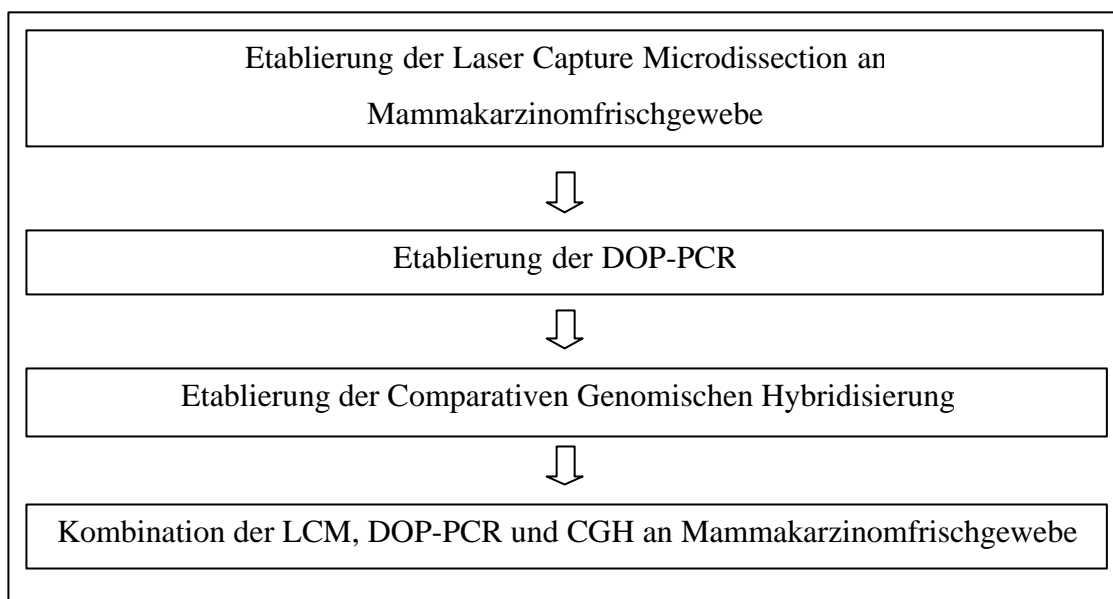 Etablierung der Laser Capture Microdissection an
Mammakarzinomfrischgewebe
Etablierung der DOP-PCR
Etablierung der Comparativen Genomischen Hybridisierung
Kombination der LCM, DOP-PCR und CGH an Mammakarzinomfrischgewebe